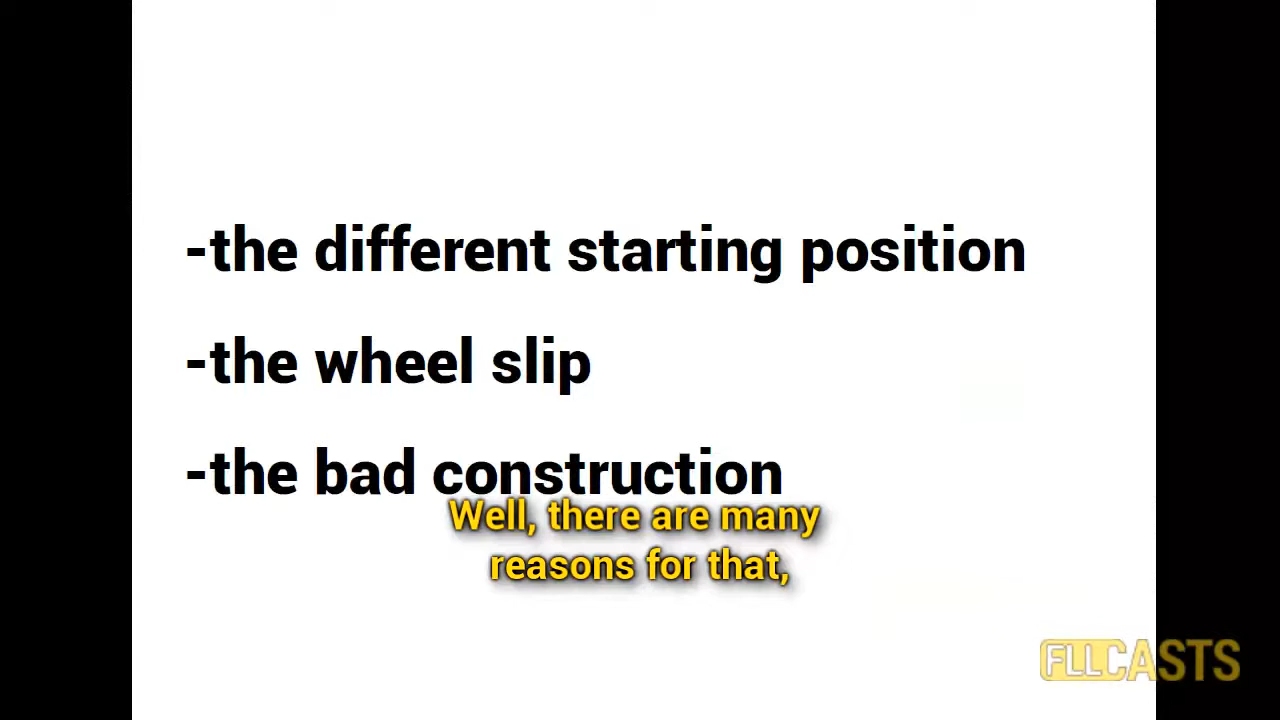 -the different starting position
-the wheel slip
-the bad construction
Well, there are many
reasons for that,
FLLCASTS